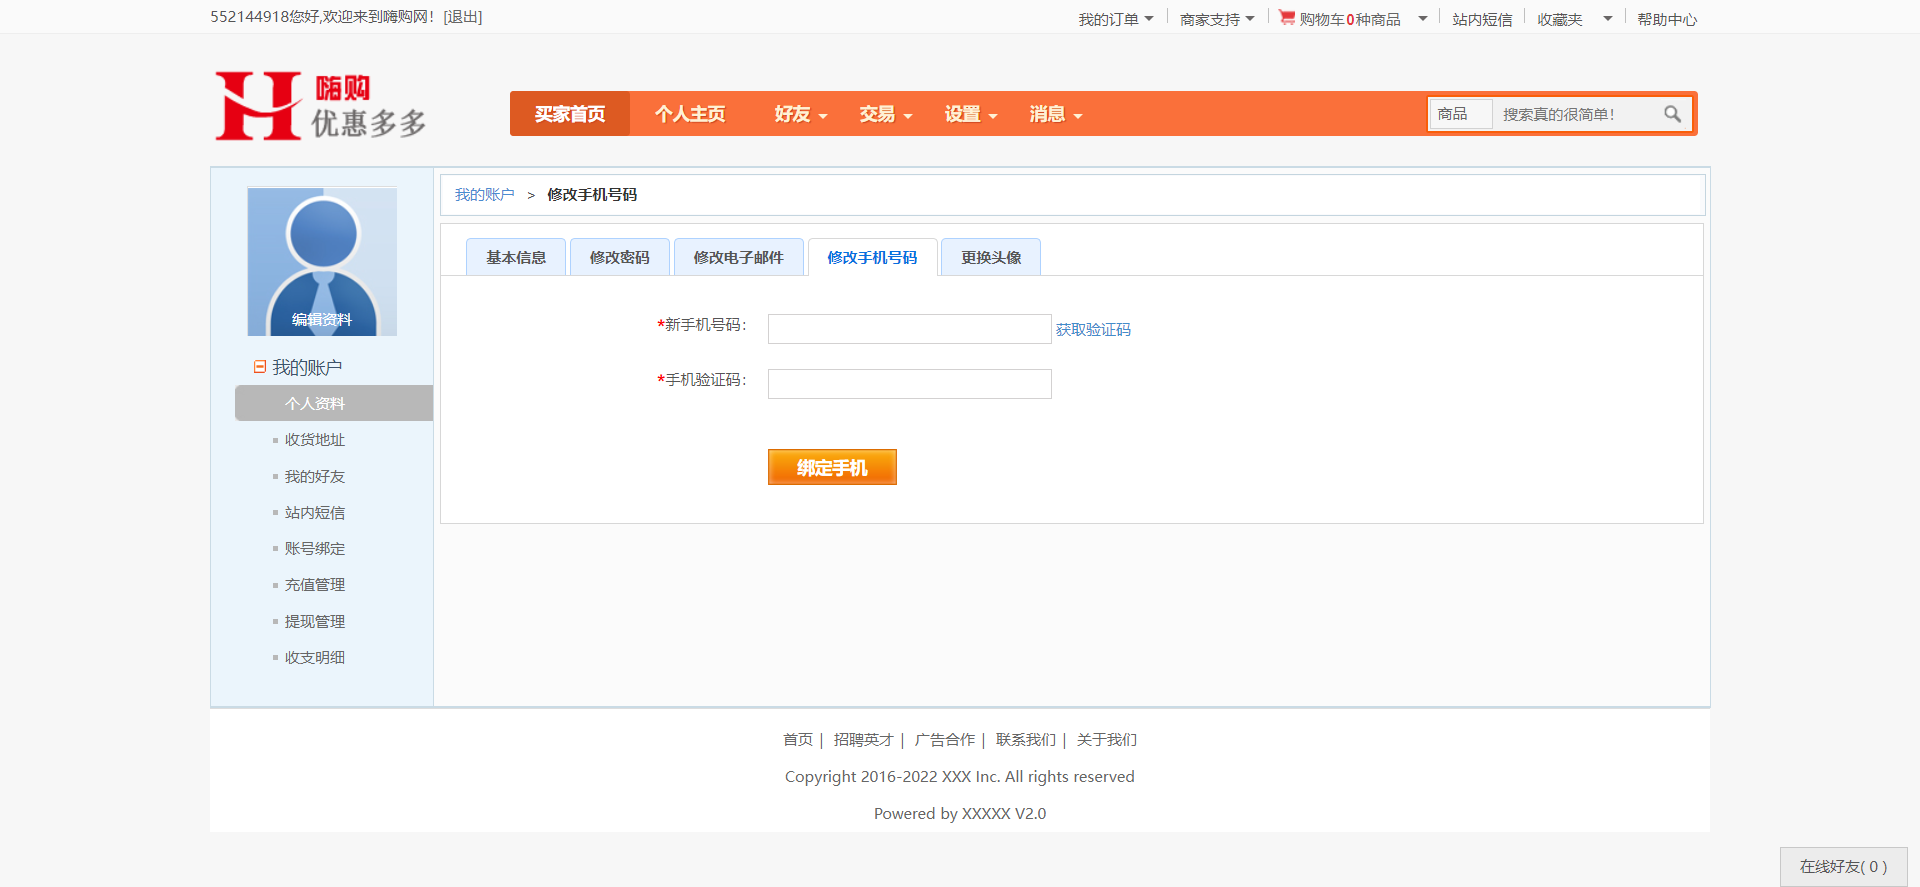 552144918您好,欢迎来到嗨购网！[退出]
我的订单 商家支持 购物车0种商品 站内短信 收藏夹 帮助中心
嗨购
优惠多多
买家首页 个人主页 好友 交易 设置 消息 商品 搜索真的很简单！
我的账户 > 修改手机号码
基本信息 修改密码 修改电子邮件 修改手机号码 更换头像
编辑资料
*新手机号码： 获取验证码
*手机验证码：
绑定手机
我的账户
个人资料
收货地址
我的好友
站内短信
账号绑定
充值管理
提现管理
收支明细
首页 | 招聘英才 | 广告合作 | 联系我们 | 关于我们
Copyright 2016-2022 XXX Inc. All rights reserved
Powered by XXXXX V2.0
在线好友( 0 )